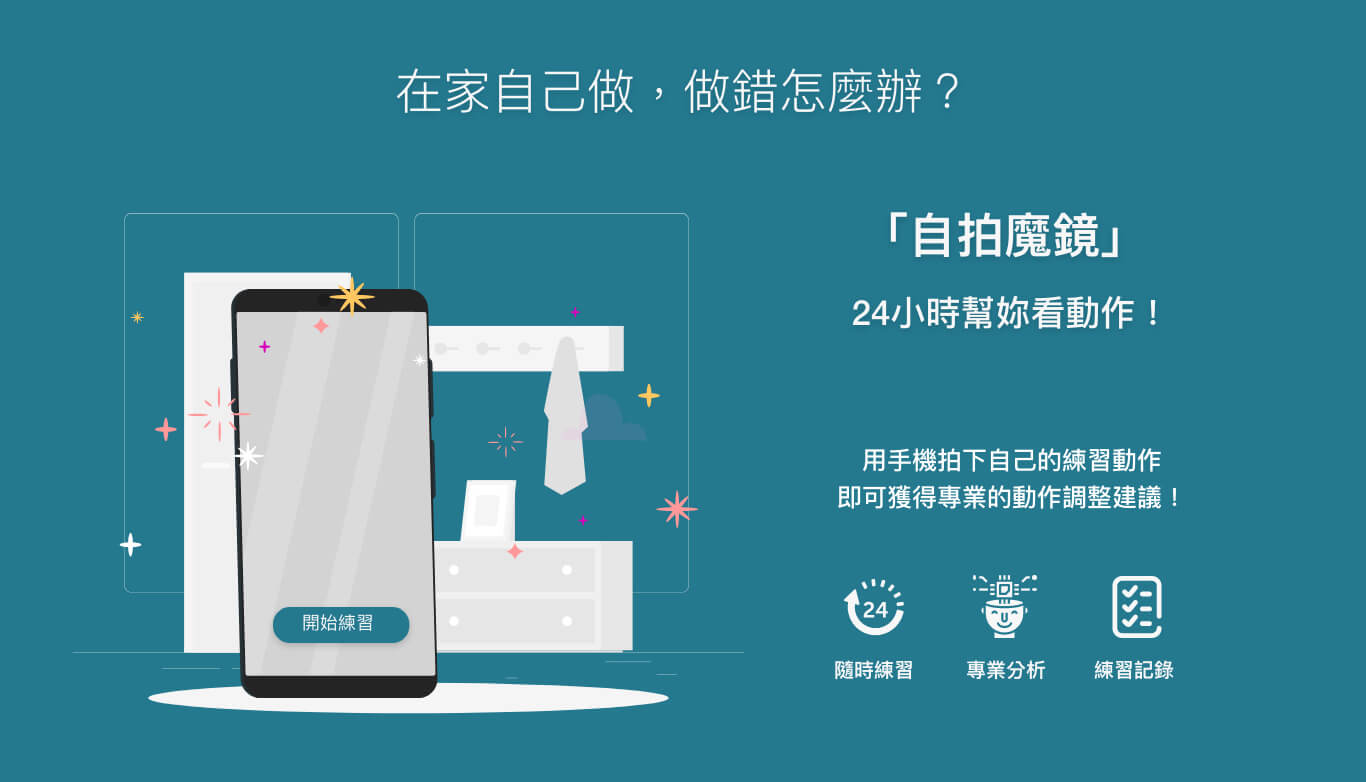 在家自己做，做錯怎麼辦？
「自拍魔鏡」
24小時幫妳看動作！
用手機拍下自己的練習動作
即可獲得專業的動作調整建議！
開始練習
24
隨時練習
專業分析
練習記錄